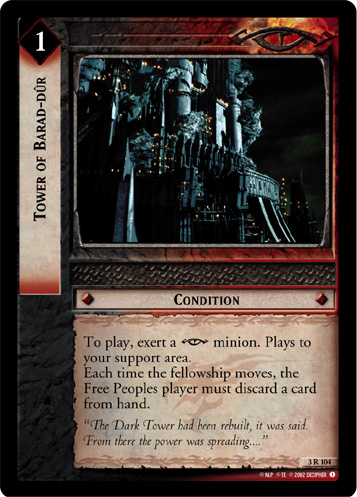 1
TOWER OF BARAD-DÛR
CONDITION
To play, exert a minion. Plays to
your support area.
Each time the fellowship moves, the
Free Peoples player must discard a card
from hand.
“The Dark Tower had been rebuilt, it was said.
From there the power was spreading....”
3 R 104
© NLP ™ TE © 2002 DECIPHER